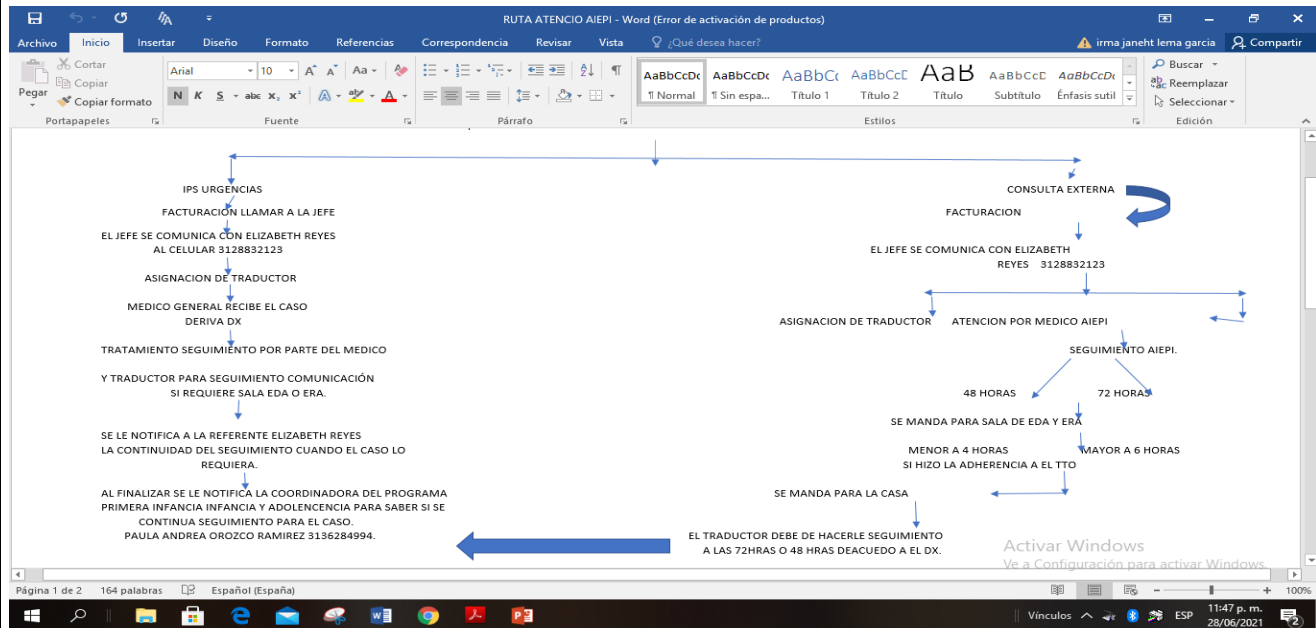 RUTA ATENCIO AIEPI - Word (Error de activación de productos)
Archivo Inicio Insertar Diseño Formato Referencias Correspondencia Revisar Vista ¿Qué desea hacer? irma janeht lema garcia Compartir
Pegar
Cortar
Copiar
Copiar formato
Portapapeles
Arial 10
Fuente
Párrafo
AaBbCcDc ¶ Normal
AaBbCcDc ¶ Sin espa...
AaBbCc Título 1
AaBbCcE Título 2
AaB Título
AaBbCcE Subtítulo
AaBbCcDc Énfasis sutil
Estilos
Buscar
Reemplazar
Seleccionar
Edición
IPS URGENCIAS
FACTURACION LLAMAR A LA JEFE
EL JEFE SE COMUNICA CON ELIZABETH REYES
AL CELULAR 3128832123
ASIGNACION DE TRADUCTOR
MEDICO GENERAL RECIBE EL CASO
DERIVA DX
TRATAMIENTO SEGUIMIENTO POR PARTE DEL MEDICO
Y TRADUCTOR PARA SEGUIMIENTO COMUNICACIÓN
SI REQUIERE SALA EDA O ERA.
SE LE NOTIFICA A LA REFERENTE ELIZABETH REYES
LA CONTINUIDAD DEL SEGUIMIENTO CUANDO EL CASO LO
REQUIERA.
AL FINALIZAR SE LE NOTIFICA LA COORDINADORA DEL PROGRAMA
PRIMERA INFANCIA INFANCIA Y ADOLENCENCIA PARA SABER SI SE
CONTINUA SEGUIMIENTO PARA EL CASO.
PAULA ANDREA OROZCO RAMIREZ 3136284994.
CONSULTA EXTERNA
FACTURACION
EL JEFE SE COMUNICA CON ELIZABETH
REYES 3128832123
ASIGNACION DE TRADUCTOR ATENCION POR MEDICO AIEPI
SEGUIMIENTO AIEPI.
48 HORAS 72 HORAS
SE MANDA PARA SALA DE EDA Y ERA
MENOR A 4 HORAS MAYOR A 6 HORAS
SI HIZO LA ADHERENCIA A EL TTO
SE MANDA PARA LA CASA
EL TRADUCTOR DEBE DE HACERLE SEGUIMIENTO
A LAS 72HRAS O 48 HRAS DEACUEDO A EL DX.
Activar Windows
Ve a Configuración para activar Windows.
Página 1 de 2 164 palabras Español (España) 100%
Vínculos ESP 11:47 p. m.
28/06/2021